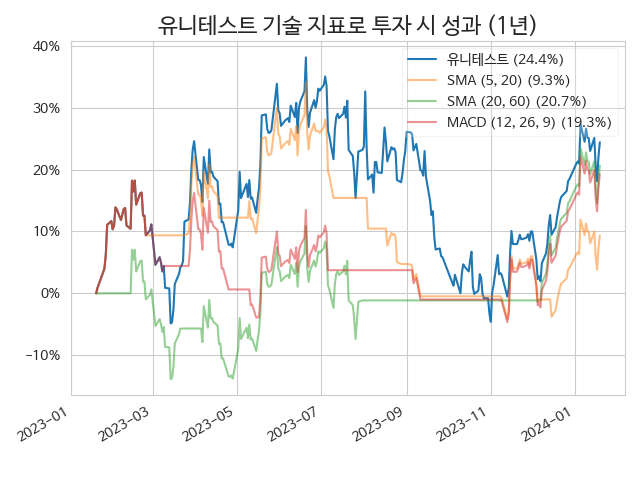 유니테스트 기술 지표로 투자 시 성과 (1년)
40%
30%
20%
10%
0%
−10%
유니테스트 (24.4%)
SMA (5, 20) (9.3%)
SMA (20, 60) (20.7%)
MACD (12, 26, 9) (19.3%)
2023−01
2023−03
2023−05
2023−07
2023−09
2023−11
2024−01